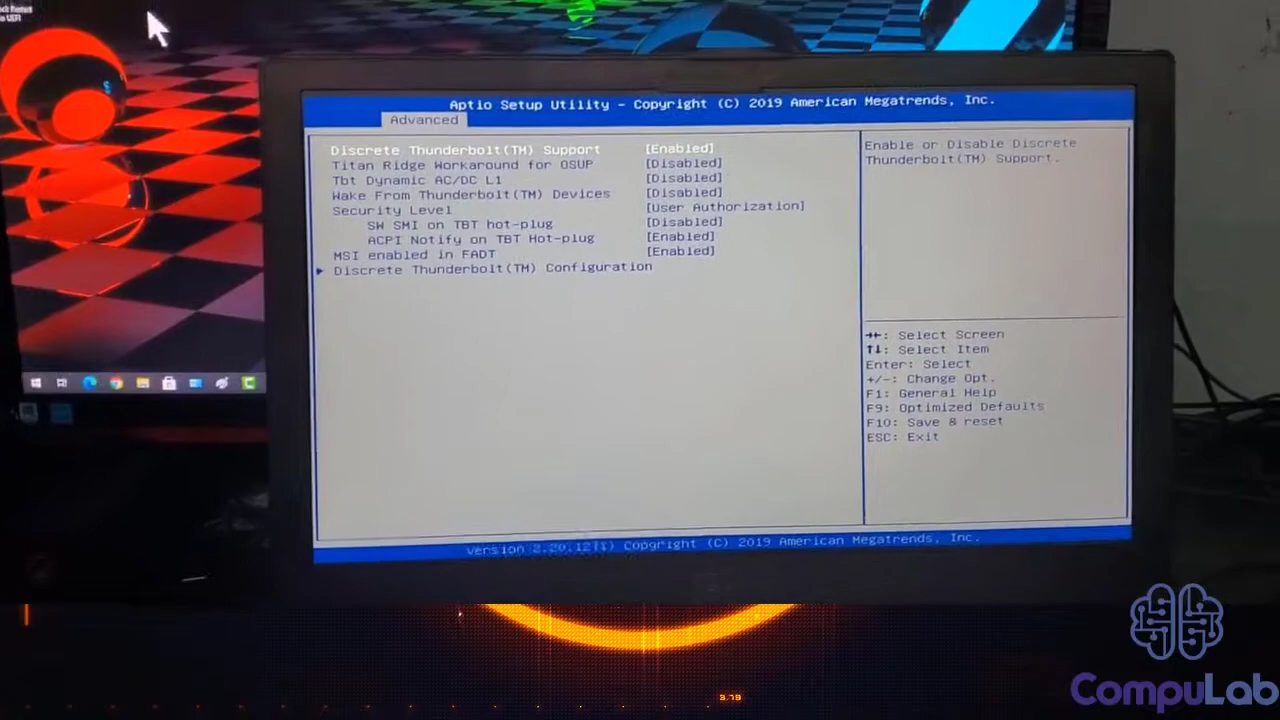 Aptio Setup Utility - Copyright (C) 2019 American Megatrends, Inc.
Advanced
Discrete Thunderbolt(TM) Support [Enabled]
Titan Ridge Workaround for OSUP [Disabled]
Tbt Dynamic AC/DC L1 [Disabled]
Wake From Thunderbolt(TM) Devices [Disabled]
Security Level [User Authorization]
SW SMI on TBT hot-plug [Disabled]
ACPI Notify on TBT Hot-plug [Enabled]
MSI enabled in FADT [Enabled]
Discrete Thunderbolt(TM) Configuration
Enable or Disable Discrete
Thunderbolt(TM) Support.
→←: Select Screen
↑↓: Select Item
Enter: Select
+/-: Change Opt.
F1: General Help
F9: Optimized Defaults
F10: Save & reset
ESC: Exit
Version Copyright (C) 2019 American Megatrends, Inc.
3.79
CompuLab